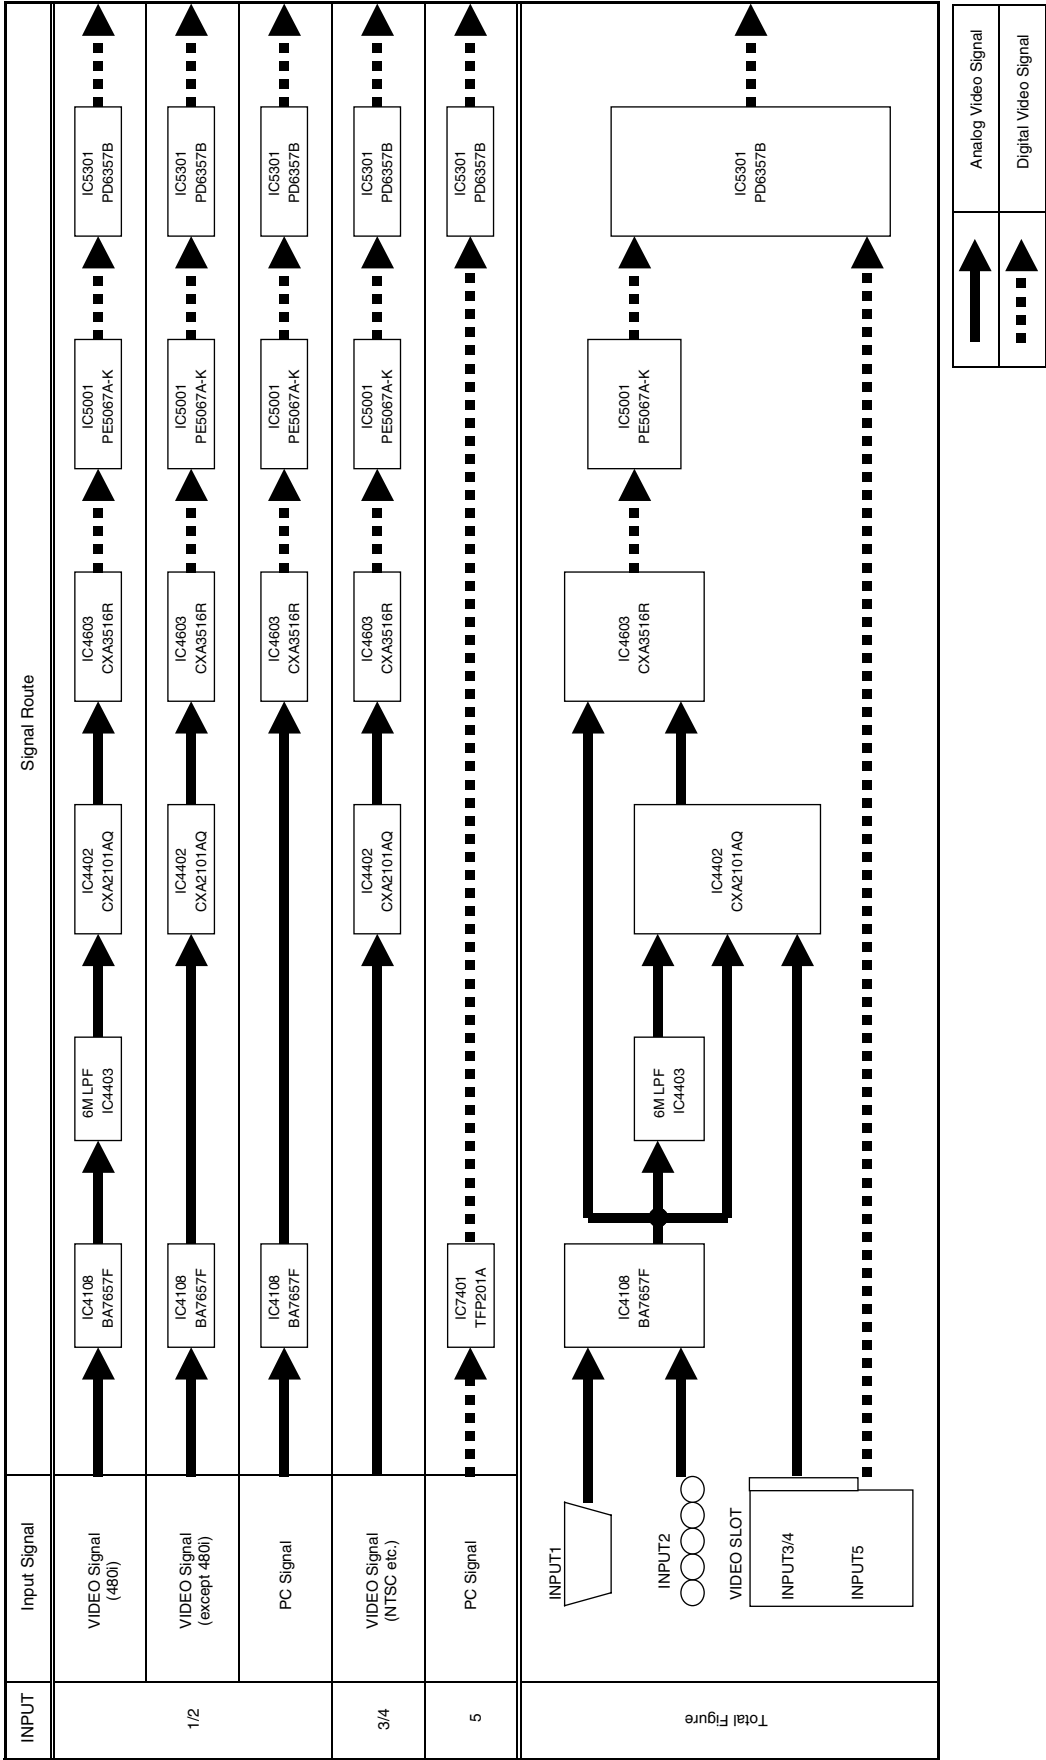 INPUT
Input Signal
Signal Route
1/2
VIDEO Signal
(480i)
IC4108
BA7657F
6M LPF
IC4403
IC4402
CXA2101AQ
IC4603
CXA3516R
IC5001
PE5067A-K
IC5301
PD6357B
VIDEO Signal
(except 480i)
IC4108
BA7657F
IC4402
CXA2101AQ
IC4603
CXA3516R
IC5001
PE5067A-K
IC5301
PD6357B
PC Signal
IC4108
BA7657F
IC4603
CXA3516R
IC5001
PE5067A-K
IC5301
PD6357B
3/4
VIDEO Signal
(NTSC etc.)
IC4402
CXA2101AQ
IC4603
CXA3516R
IC5001
PE5067A-K
IC5301
PD6357B
5
PC Signal
IC7401
TFP201A
IC5301
PD6357B
Total Figure
INPUT1
INPUT2
VIDEO SLOT
INPUT3/4
INPUT5
IC4108
BA7657F
6M LPF
IC4403
IC4402
CXA2101AQ
IC4603
CXA3516R
IC5001
PE5067A-K
IC5301
PD6357B
Analog Video Signal
Digital Video Signal